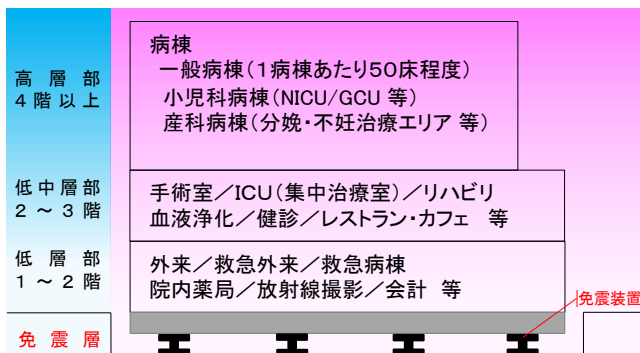 高層部
4階以上
病棟
一般病棟（1病棟あたり50床程度）
小児科病棟（NICU/GCU 等）
産科病棟（分娩・不妊治療エリア 等）
低中層部
2～3階
手術室／ICU（集中治療室）／リハビリ
血液浄化／健診／レストラン・カフェ 等
低層部
1～2階
外来／救急外来／救急病棟
院内薬局／放射線撮影／会計 等
免震装置
免震層